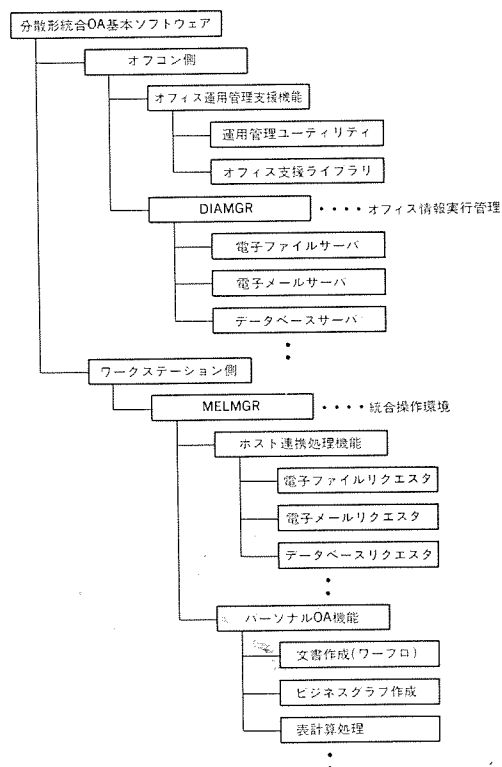 分散形統合OA基本ソフトウェア
オフコン側
オフィス運用管理支援機能
運用管理ユーティリティ
オフィス支援ライブラリ
DIAMGR ・・・・オフィス情報実行管理
電子ファイルサーバ
電子メールサーバ
データベースサーバ
ワークステーション側
MELMGR ・・・・統合操作環境
ホスト連携処理機能
電子ファイルリクエスタ
電子メールリクエスタ
データベースリクエスタ
パーソナルOA機能
文書作成(ワープロ)
ビジネスグラフ作成
表計算処理